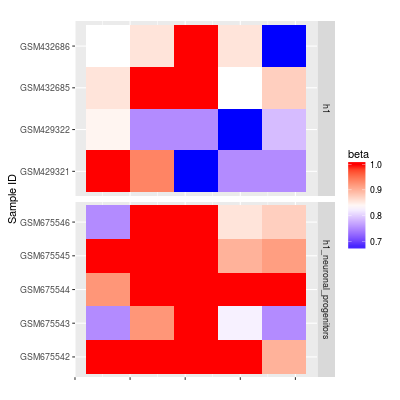 GSM432686
GSM432685
GSM429322
GSM429321
h1
GSM675546
GSM675545
GSM675544
GSM675543
GSM675542
h1_neuronal_progenitors
Sample ID
beta
1.0
0.9
0.8
0.7